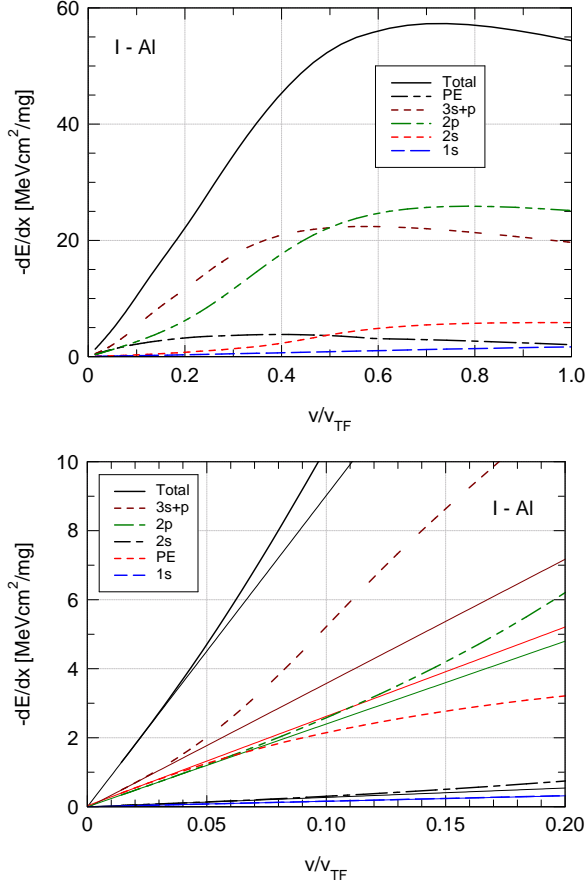 60
40
20
0
-dE/dx [MeVcm²/mg]
I - Al
Total
PE
3s+p
2p
2s
1s
0 0.2 0.4 0.6 0.8 1.0
v/v_TF
10
8
6
4
2
0
-dE/dx [MeVcm²/mg]
Total
3s+p
2p
2s
PE
1s
I - Al
0 0.05 0.10 0.15 0.20
v/v_TF